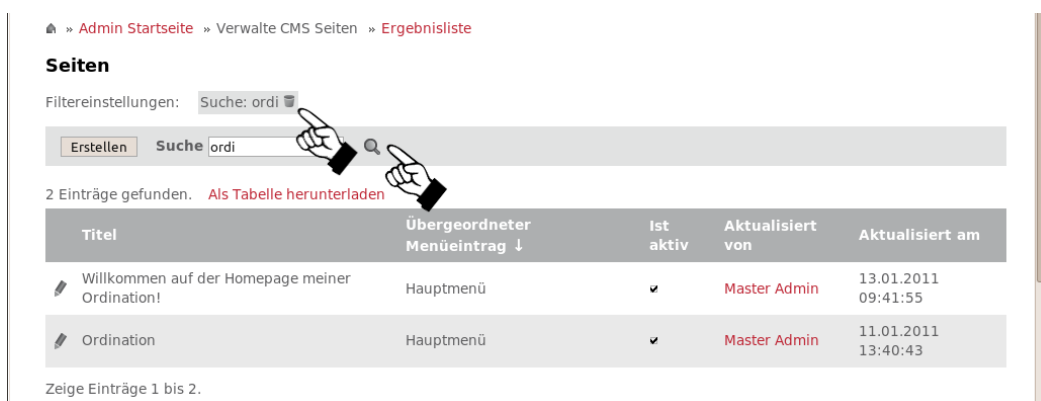 » Admin Startseite » Verwalte CMS Seiten » Ergebnisliste
Seiten
Filtereinstellungen: Suche: ordi
Erstellen Suche ordi
2 Einträge gefunden. Als Tabelle herunterladen
Titel Übergeordneter Menüeintrag ↓ Ist aktiv Aktualisiert von Aktualisiert am
Willkommen auf der Homepage meiner
Ordination!
Hauptmenü
Master Admin
13.01.2011
09:41:55
Ordination
Hauptmenü
Master Admin
11.01.2011
13:40:43
Zeige Einträge 1 bis 2.